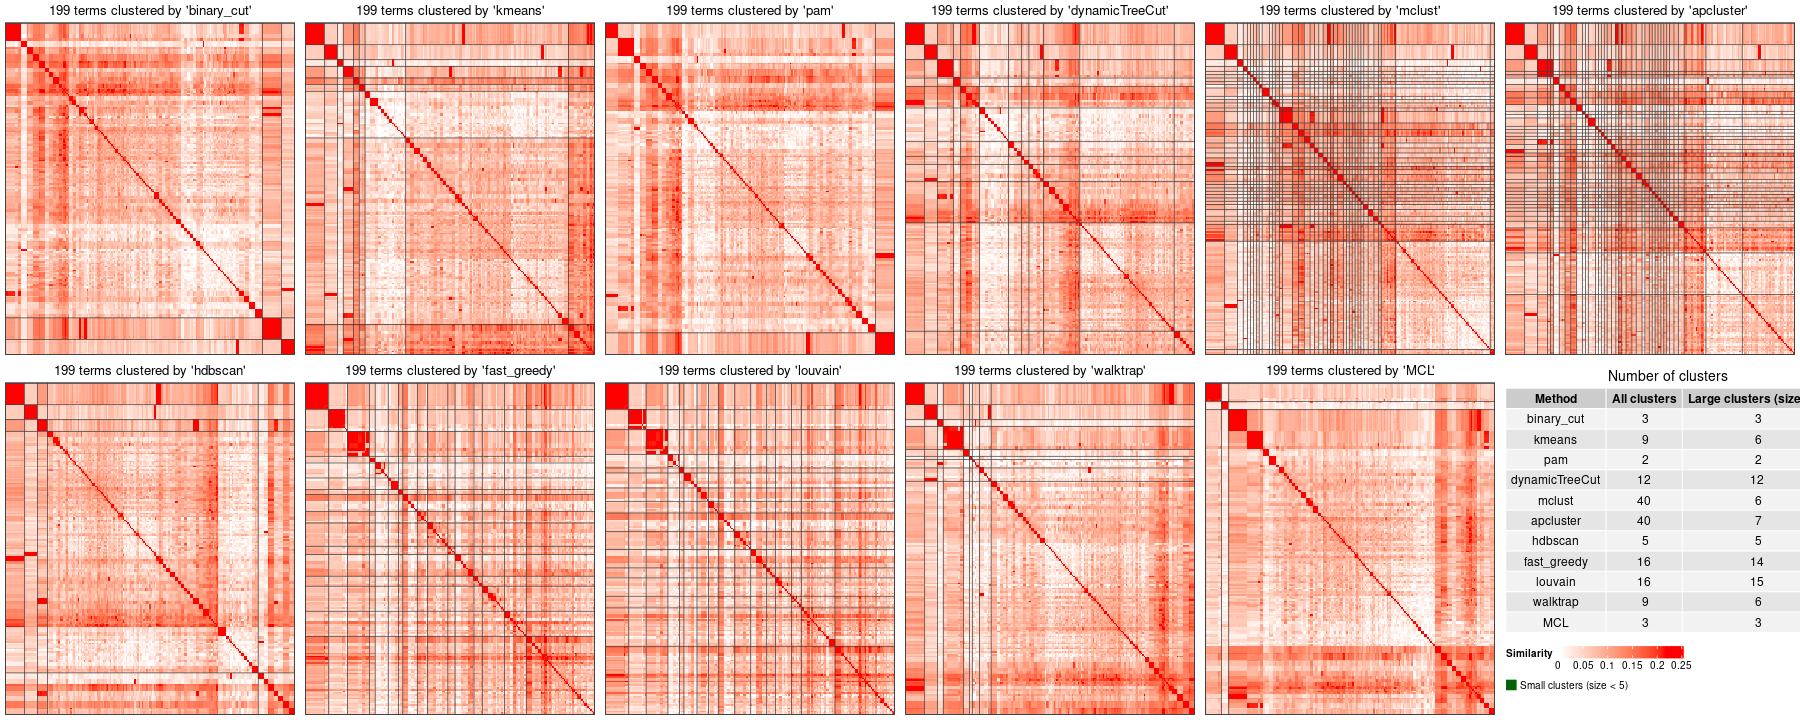 199 terms clustered by 'binary_cut'
199 terms clustered by 'kmeans'
199 terms clustered by 'pam'
199 terms clustered by 'dynamicTreeCut'
199 terms clustered by 'mclust'
199 terms clustered by 'apcluster'
199 terms clustered by 'hdbscan'
199 terms clustered by 'fast_greedy'
199 terms clustered by 'louvain'
199 terms clustered by 'walktrap'
199 terms clustered by 'MCL'
Number of clusters
Method All clusters Large clusters (size
binary_cut 3 3
kmeans 9 6
pam 2 2
dynamicTreeCut 12 12
mclust 40 6
apcluster 40 7
hdbscan 5 5
fast_greedy 16 14
louvain 16 15
walktrap 9 6
MCL 3 3
Similarity
0 0.05 0.1 0.15 0.2 0.25
Small clusters (size < 5)